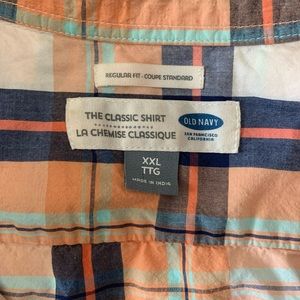 REGULAR FIT - COUPE STANDARD
THE CLASSIC SHIRT
LA CHEMISE CLASSIQUE
OLD NAVY
SAN FRANCISCO
CALIFORNIA
XXL
TTG
MADE IN INDIA